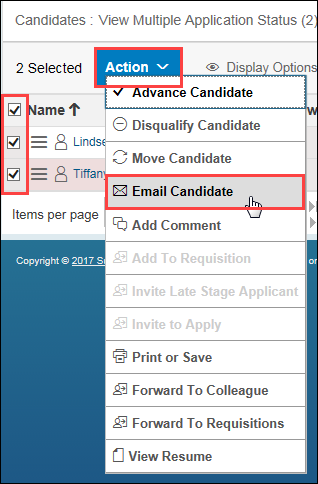 Candidates : View Multiple Application Status (2)
2 Selected
Action
Display Options
Name
Advance Candidate
Linds
Disqualify Candidate
Tiffany
Move Candidate
Email Candidate
Items per page
Add Comment
Copyright © 2017
Add To Requisition
Invite Late Stage Applicant
Invite to Apply
Print or Save
Forward To Colleague
Forward To Requisitions
View Resume